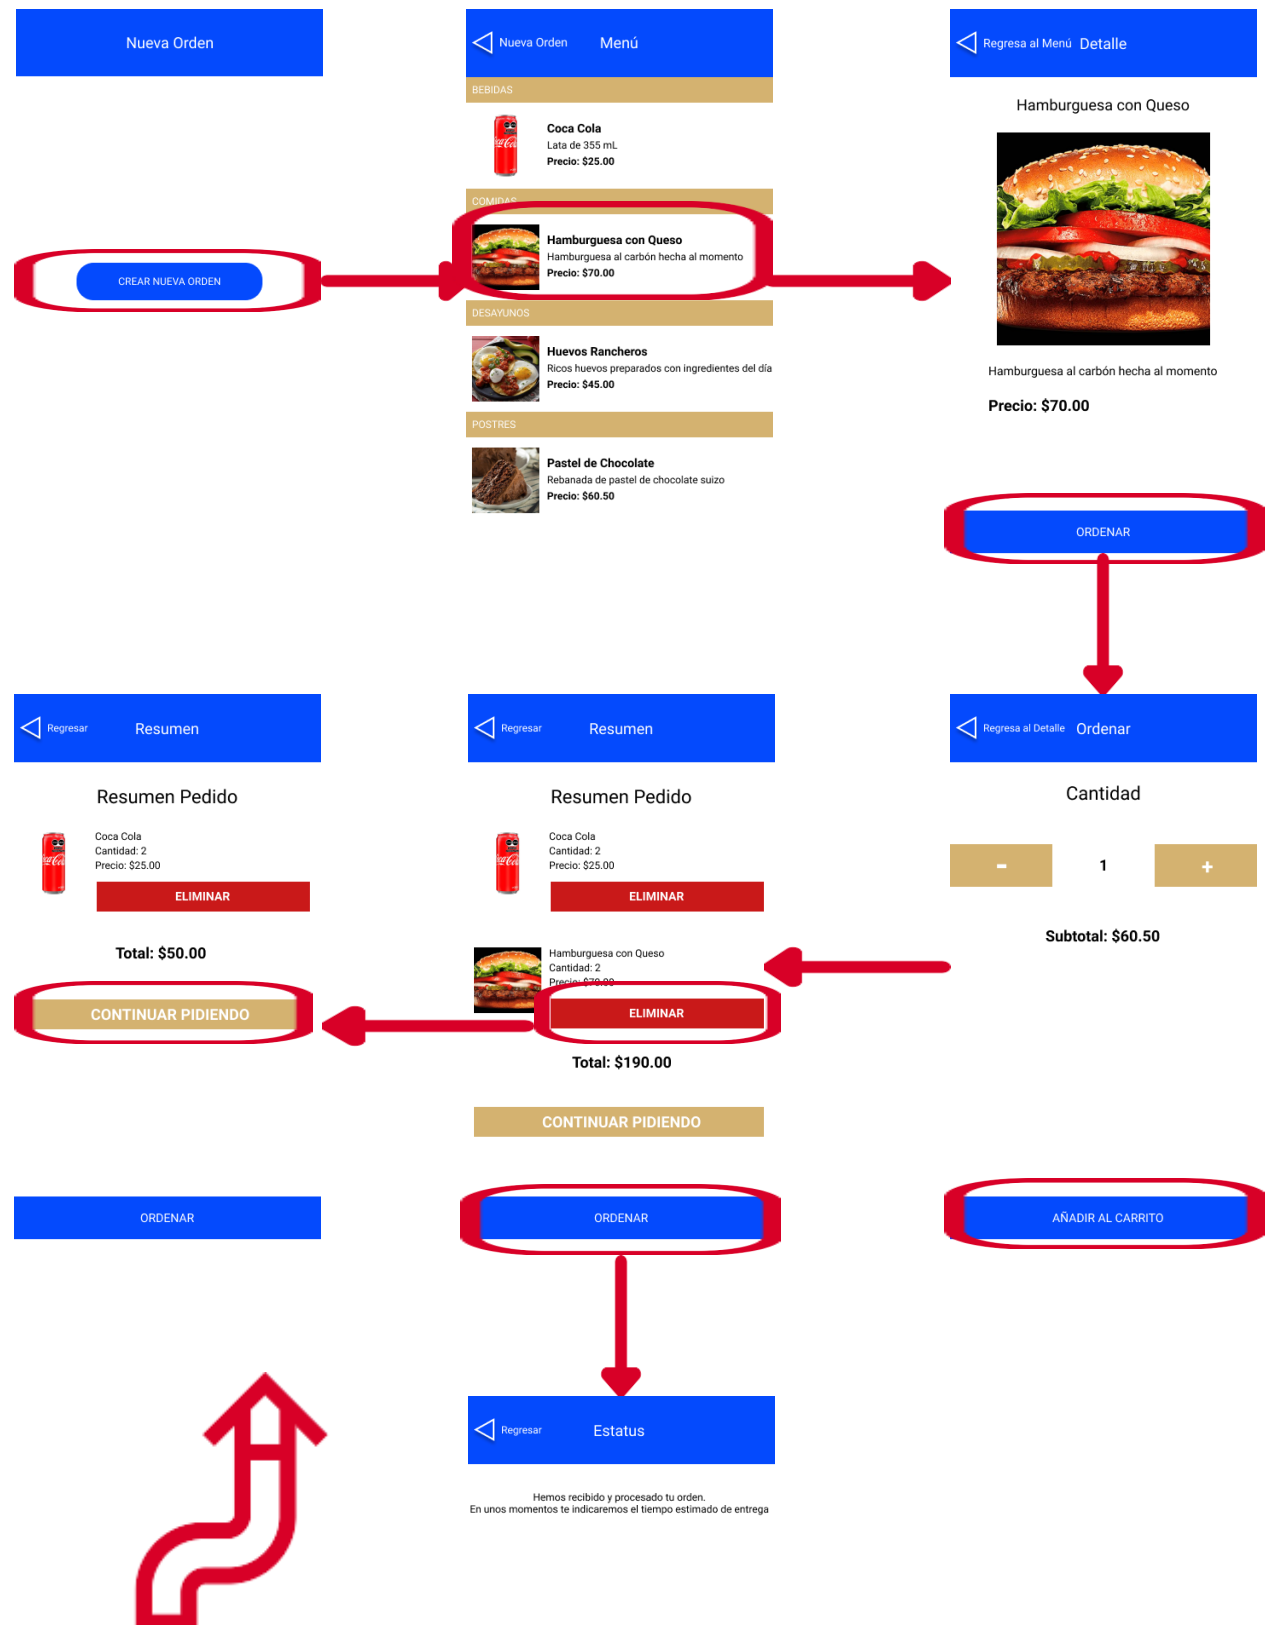 Nueva Orden
CREAR NUEVA ORDEN
Nueva Orden
Menú
BEBIDAS
Coca Cola
Lata de 355 mL
Precio: $25.00
COMIDAS
Hamburguesa con Queso
Hamburguesa al carbón hecha al momento
Precio: $70.00
DESAYUNOS
Huevos Rancheros
Ricos huevos preparados con ingredientes del día
Precio: $45.00
POSTRES
Pastel de Chocolate
Rebanada de pastel de chocolate suizo
Precio: $60.50
Regresa al Menú
Detalle
Hamburguesa con Queso
Hamburguesa al carbón hecha al momento
Precio: $70.00
ORDENAR
Regresar
Resumen
Resumen Pedido
Coca Cola
Cantidad: 2
Precio: $25.00
ELIMINAR
Total: $50.00
CONTINUAR PIDIENDO
ORDENAR
Regresar
Resumen
Resumen Pedido
Coca Cola
Cantidad: 2
Precio: $25.00
ELIMINAR
Hamburguesa con Queso
Cantidad: 2
Precio: $70.00
ELIMINAR
Total: $190.00
CONTINUAR PIDIENDO
ORDENAR
Regresa al Detalle
Ordenar
Cantidad
- 1 +
Subtotal: $60.50
AÑADIR AL CARRITO
Regresar
Estatus
Hemos recibido y procesado tu orden.
En unos momentos te indicaremos el tiempo estimado de entrega